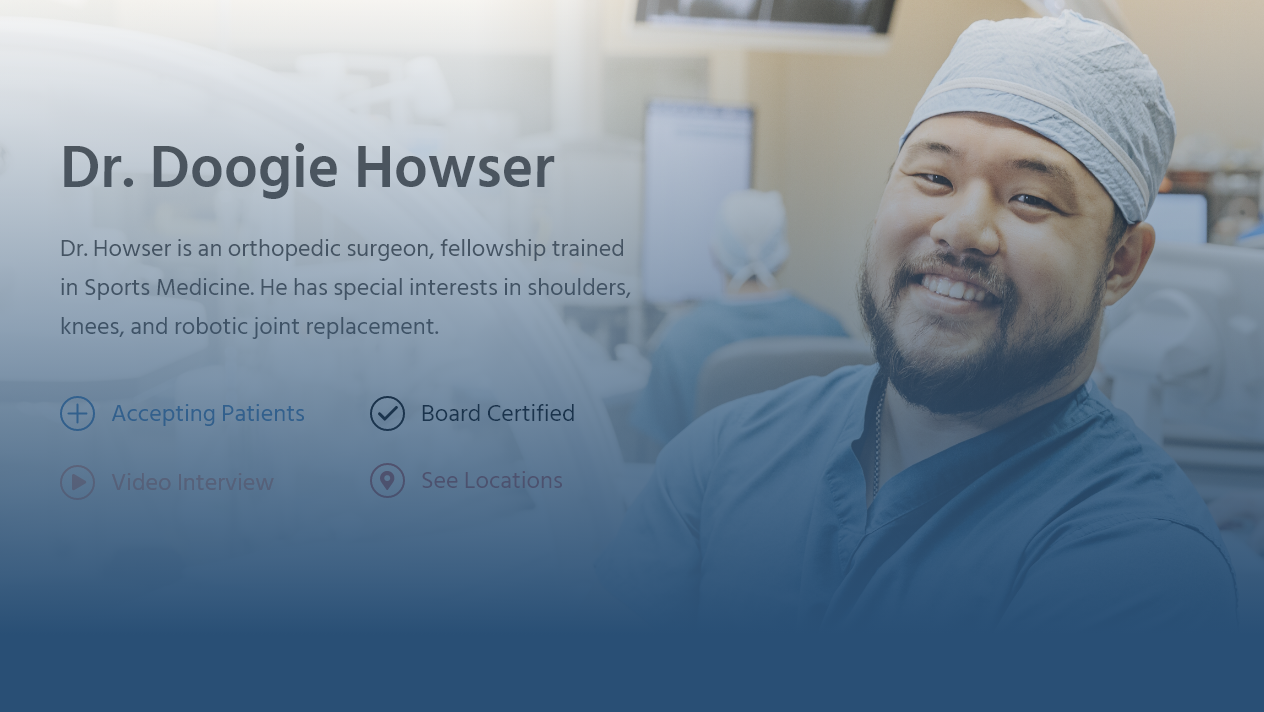 Dr. Doogie Howser
Dr. Howser is an orthopedic surgeon, fellowship trained
in Sports Medicine. He has special interests in shoulders,
knees, and robotic joint replacement.
Accepting Patients
Board Certified
Video Interview
See Locations